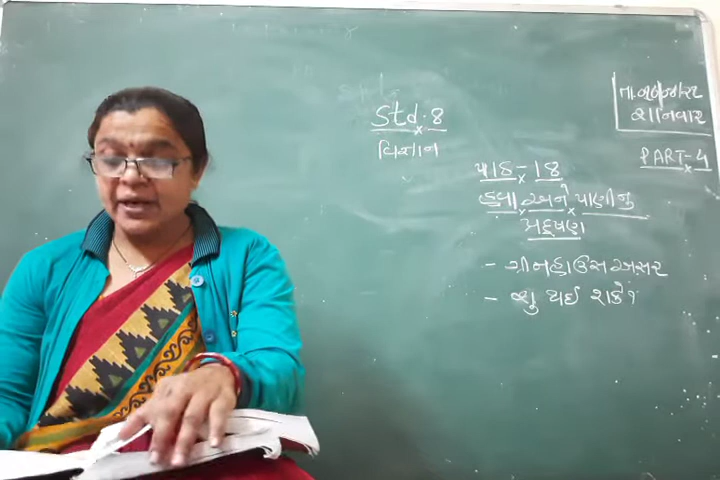 Std. 8
વિજ્ઞાન
શનિવાર
PART-4
પાઠ - 18
હવા અને પાણીનું
પ્રદૂષણ
- ગ્રીનહાઉસ અસર
- શું થઈ શકે?